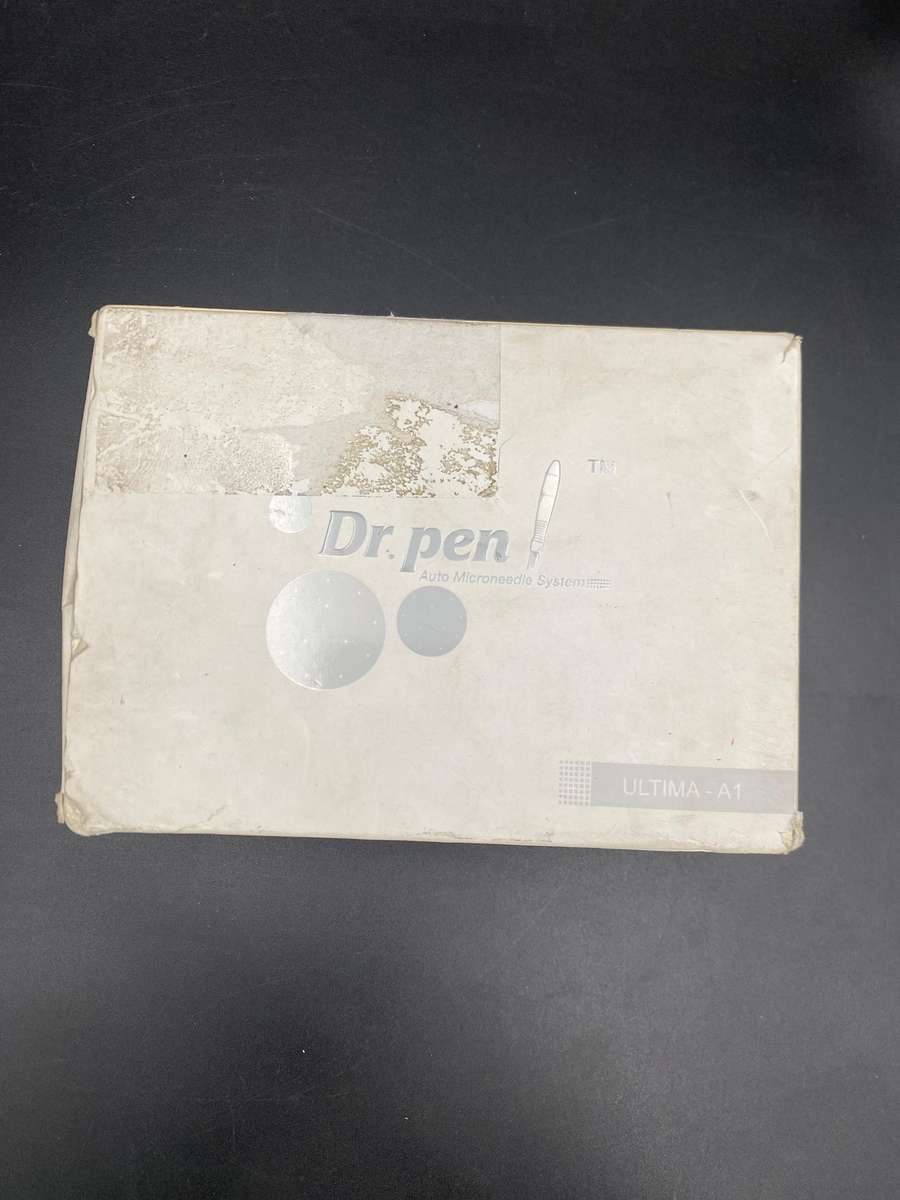 TM
Dr. pen
Auto Microneedle System
ULTIMA - A1